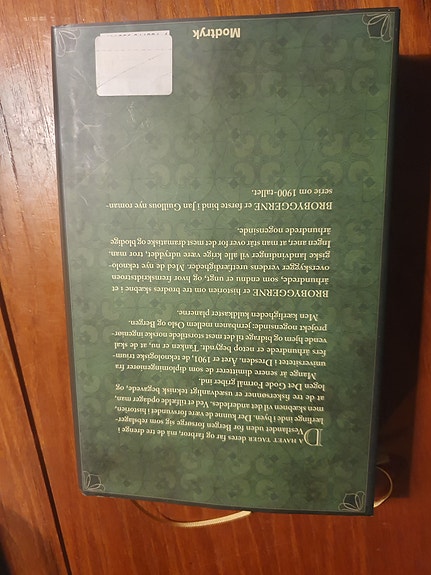 DA HAVET TAGER deres far og farbror, må de tre drenge i
Vestlandet uden for Bergen forsørge sig som rebslager-
lærlinge inde i byen. Der kunne de være forsvundet i historien,
men skæbnen vil det anderledes. Ved et tilfælde opdager man,
at de tre fiskersønner er usædvanligt teknisk begavede, og
logen Det Gode Formål griber ind.
Mange år senere dimitteres de som diplomingeniører fra
universitetet i Dresden. Året er 1901, det teknologiske trium-
førs århundrede er netop begyndt. Tanken er nu, at de skal
vende hjem og bidrage til det mest storslåede norske ingeniør-
projekt nogensinde: jernbanen mellem Oslo og Bergen.
Men kærlighedens kuldkaster planerne.
BROBYGGERNE er historien om tre brødres skæbne i et
århundrede, som endnu er ungt, og hvor fremskridtstroen
overskygger verdens uretfærdigheder. Med de nye teknolo-
giske landvindinger vil alle krige være uddyddet, tror man.
Ingen aner, at man står over for det mest dramatiske og blodige
århundrede nogensinde.
BROBYGGERNE er første bind i Jan Guillous nye roman-
serie om 1900-tallet.
Modtryk